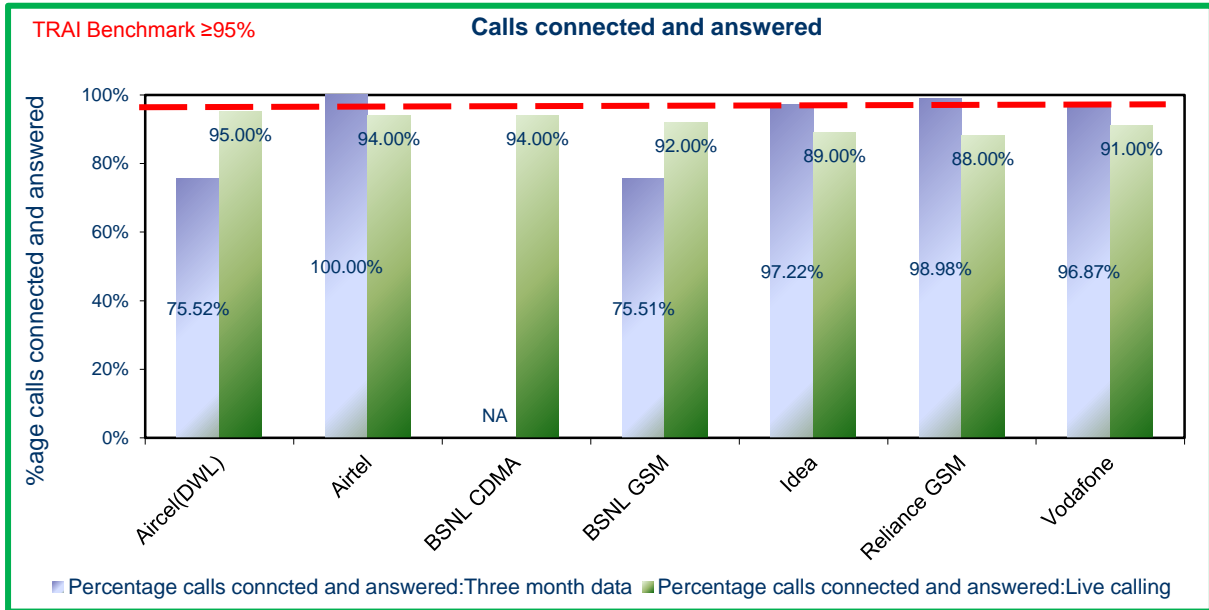 TRAI Benchmark ≥95%
Calls connected and answered
%age calls connected and answered
100%
80%
60%
40%
20%
0%
75.52%
95.00%
100.00%
94.00%
NA
94.00%
75.51%
92.00%
97.22%
89.00%
98.98%
88.00%
96.87%
91.00%
Aircel(DWL)
Airtel
BSNL CDMA
BSNL GSM
Idea
Reliance GSM
Vodafone
Percentage calls conncted and answered:Three month data
Percentage calls connected and answered:Live calling